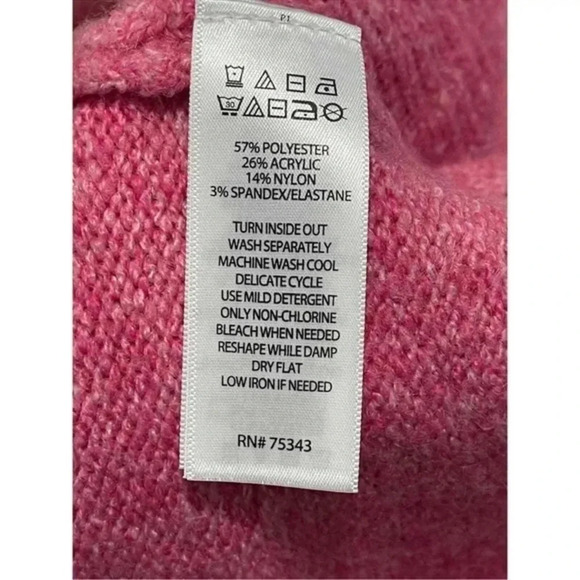 P1
30
57% POLYESTER
26% ACRYLIC
14% NYLON
3% SPANDEX/ELASTANE
TURN INSIDE OUT
WASH SEPARATELY
MACHINE WASH COOL
DELICATE CYCLE
USE MILD DETERGENT
ONLY NON-CHLORINE
BLEACH WHEN NEEDED
RESHAPE WHILE DAMP
DRY FLAT
LOW IRON IF NEEDED
RN# 75343